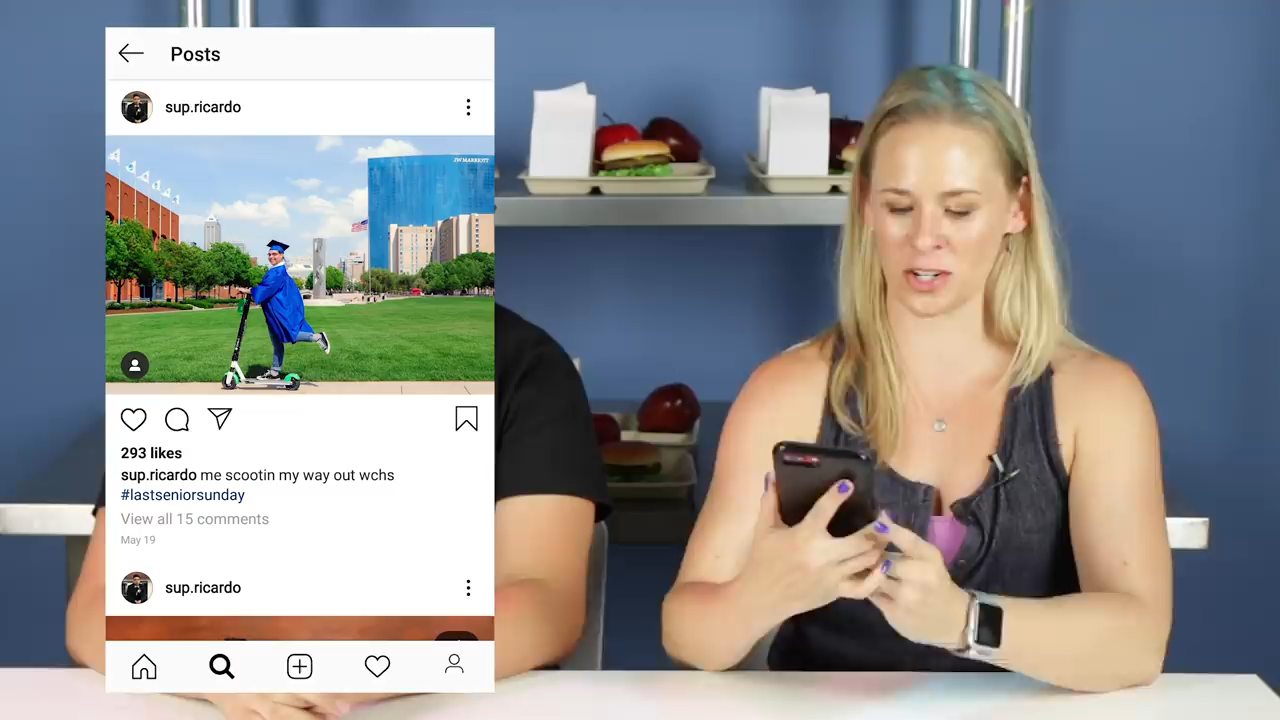 Posts
sup.ricardo
JW MARRIOTT
293 likes
sup.ricardo me scootin my way out wchs
#lastseniorsunday
View all 15 comments
May 19
sup.ricardo